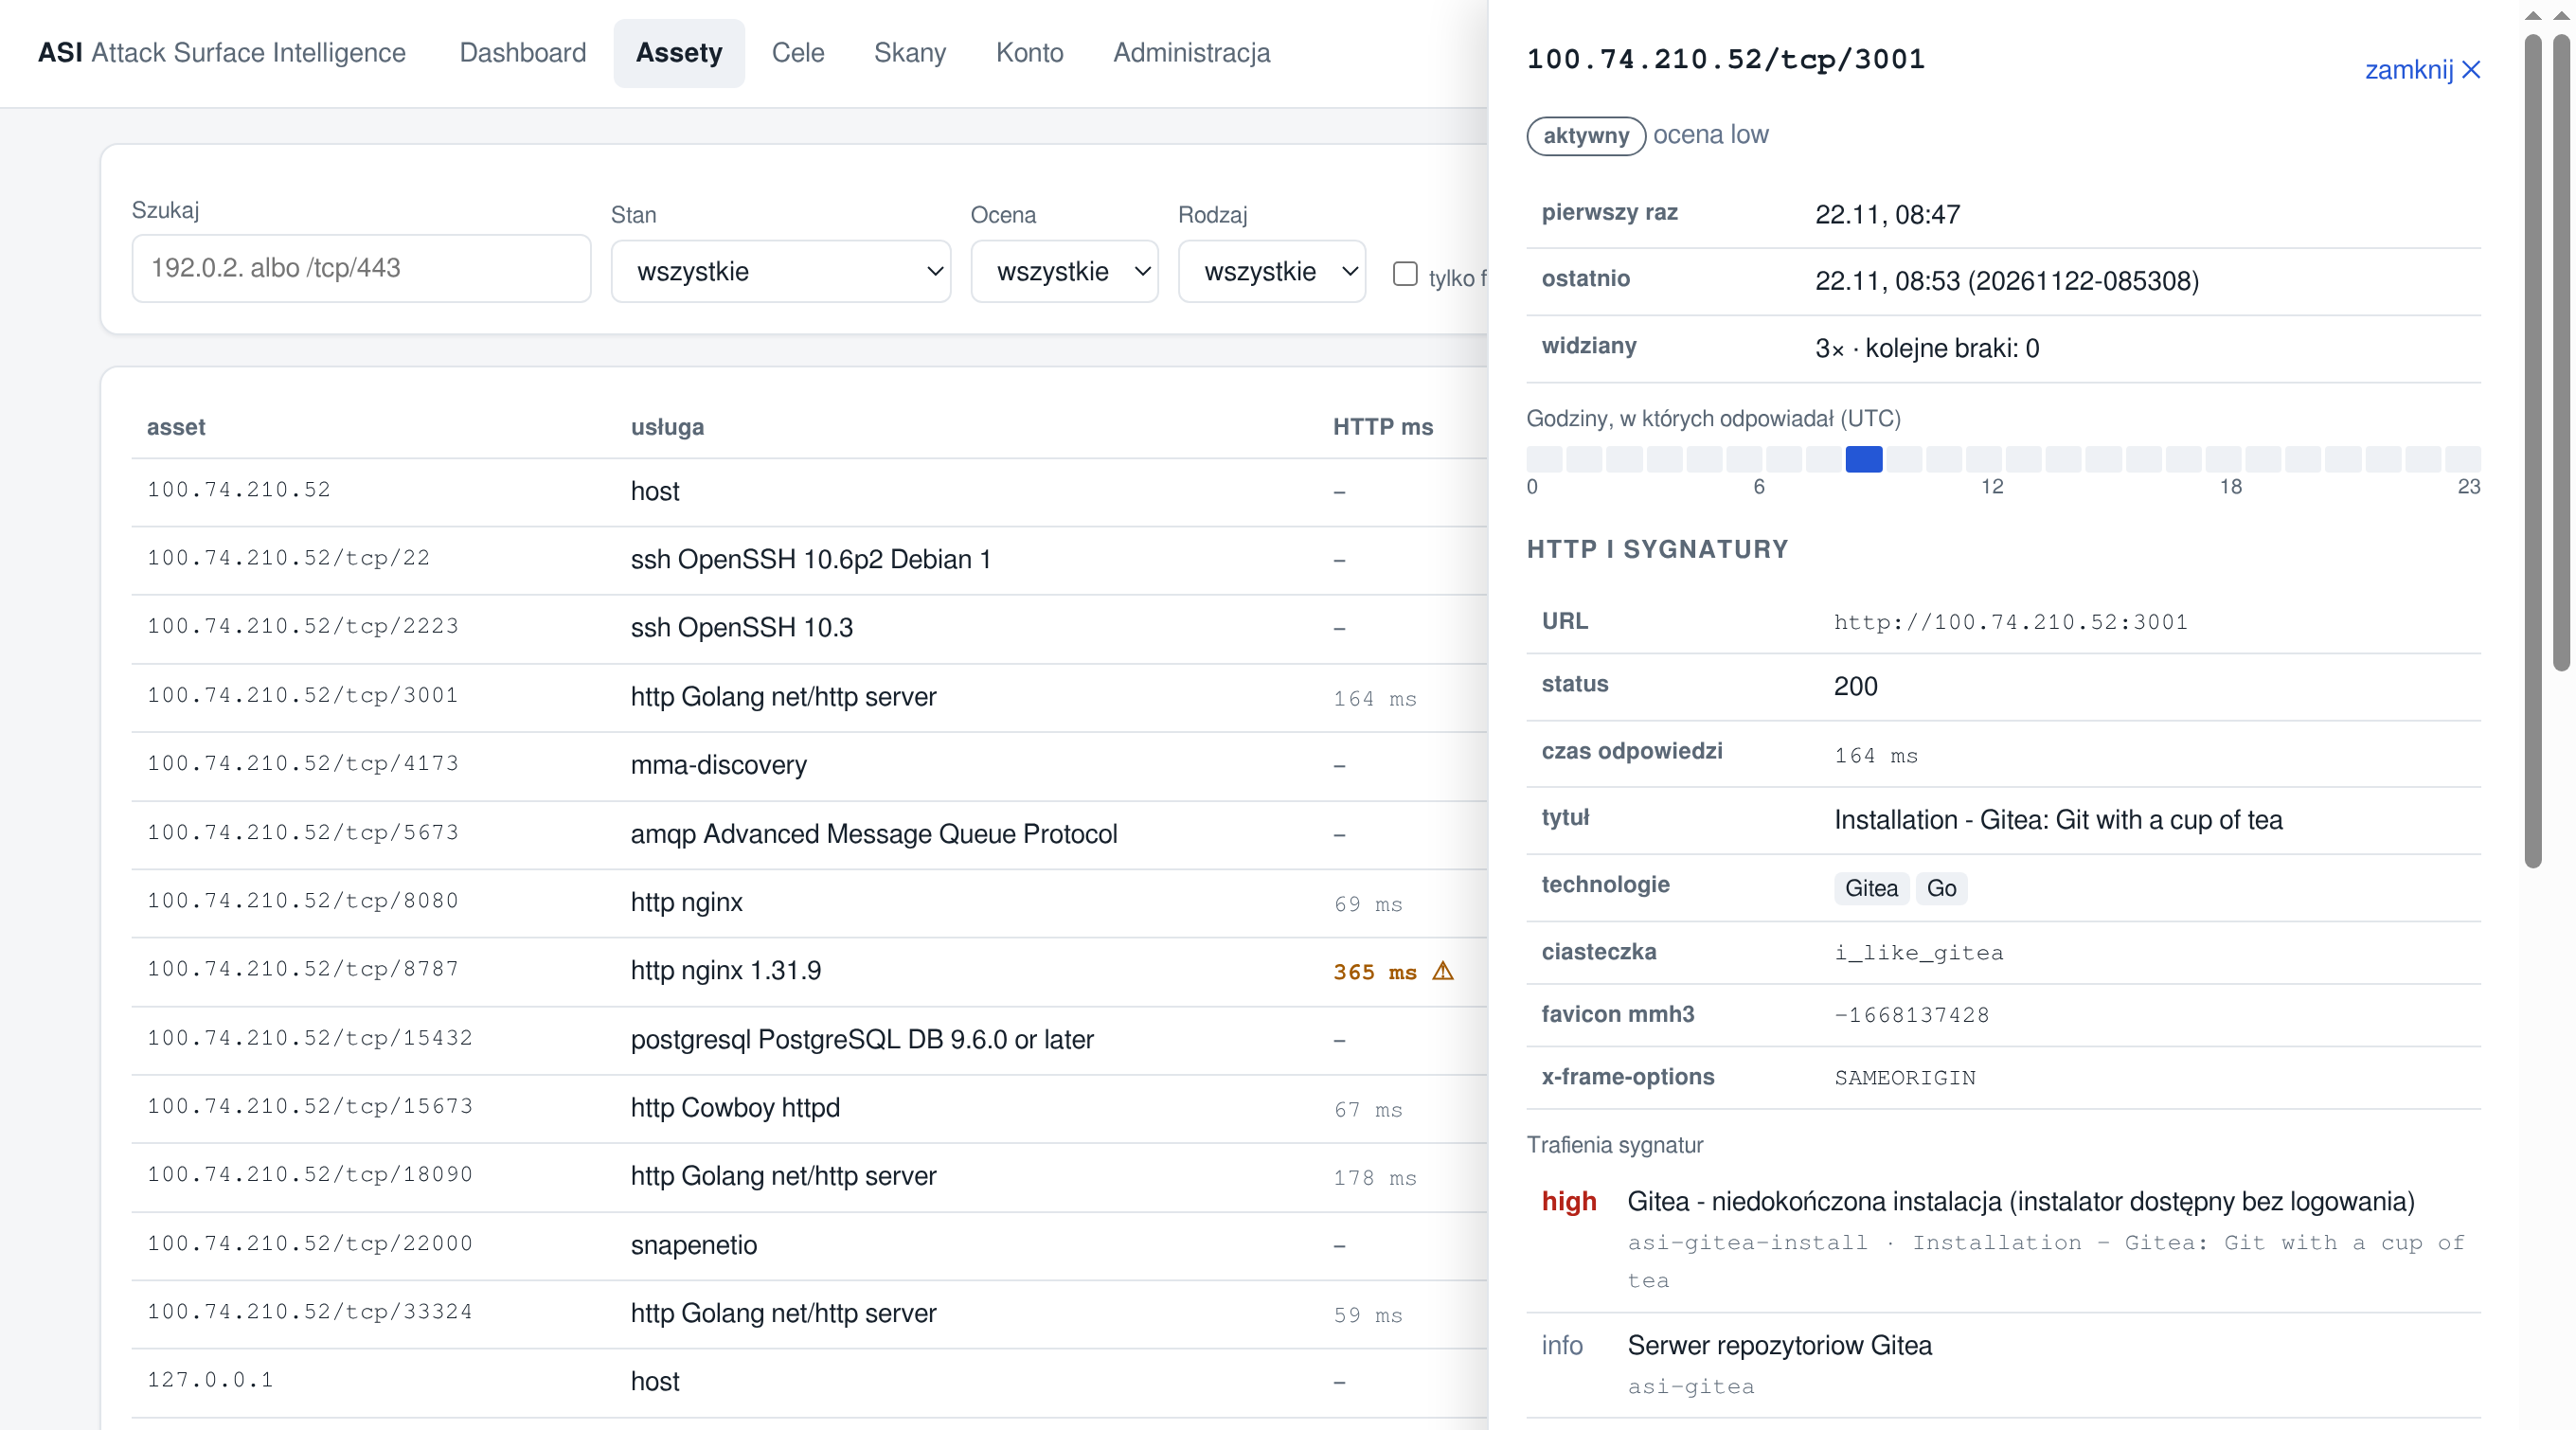 ASI Attack Surface Intelligence Dashboard Assety Cele Skany Konto Administracja
Szukaj Stan Ocena Rodzaj
192.0.2. albo /tcp/443 wszystkie wszystkie wszystkie tylko f
asset usługa HTTP ms
100.74.210.52 host –
100.74.210.52/tcp/22 ssh OpenSSH 10.6p2 Debian 1 –
100.74.210.52/tcp/2223 ssh OpenSSH 10.3 –
100.74.210.52/tcp/3001 http Golang net/http server 164 ms
100.74.210.52/tcp/4173 mma-discovery –
100.74.210.52/tcp/5673 amqp Advanced Message Queue Protocol –
100.74.210.52/tcp/8080 http nginx 69 ms
100.74.210.52/tcp/8787 http nginx 1.31.9 365 ms ⚠
100.74.210.52/tcp/15432 postgresql PostgreSQL DB 9.6.0 or later –
100.74.210.52/tcp/15673 http Cowboy httpd 67 ms
100.74.210.52/tcp/18090 http Golang net/http server 178 ms
100.74.210.52/tcp/22000 snapenetio –
100.74.210.52/tcp/33324 http Golang net/http server 59 ms
127.0.0.1 host –
100.74.210.52/tcp/3001
zamknij ✕
aktywny ocena low
pierwszy raz 22.11, 08:47
ostatnio 22.11, 08:53 (20261122-085308)
widziany 3× · kolejne braki: 0
Godziny, w których odpowiadał (UTC)
0 6 12 18 23
HTTP I SYGNATURY
URL http://100.74.210.52:3001
status 200
czas odpowiedzi 164 ms
tytuł Installation - Gitea: Git with a cup of tea
technologie Gitea Go
ciasteczka i_like_gitea
favicon mmh3 -1668137428
x-frame-options SAMEORIGIN
Trafienia sygnatur
high Gitea - niedokończona instalacja (instalator dostępny bez logowania)
asi-gitea-install · Installation - Gitea: Git with a cup of
tea
info Serwer repozytoriow Gitea
asi-gitea